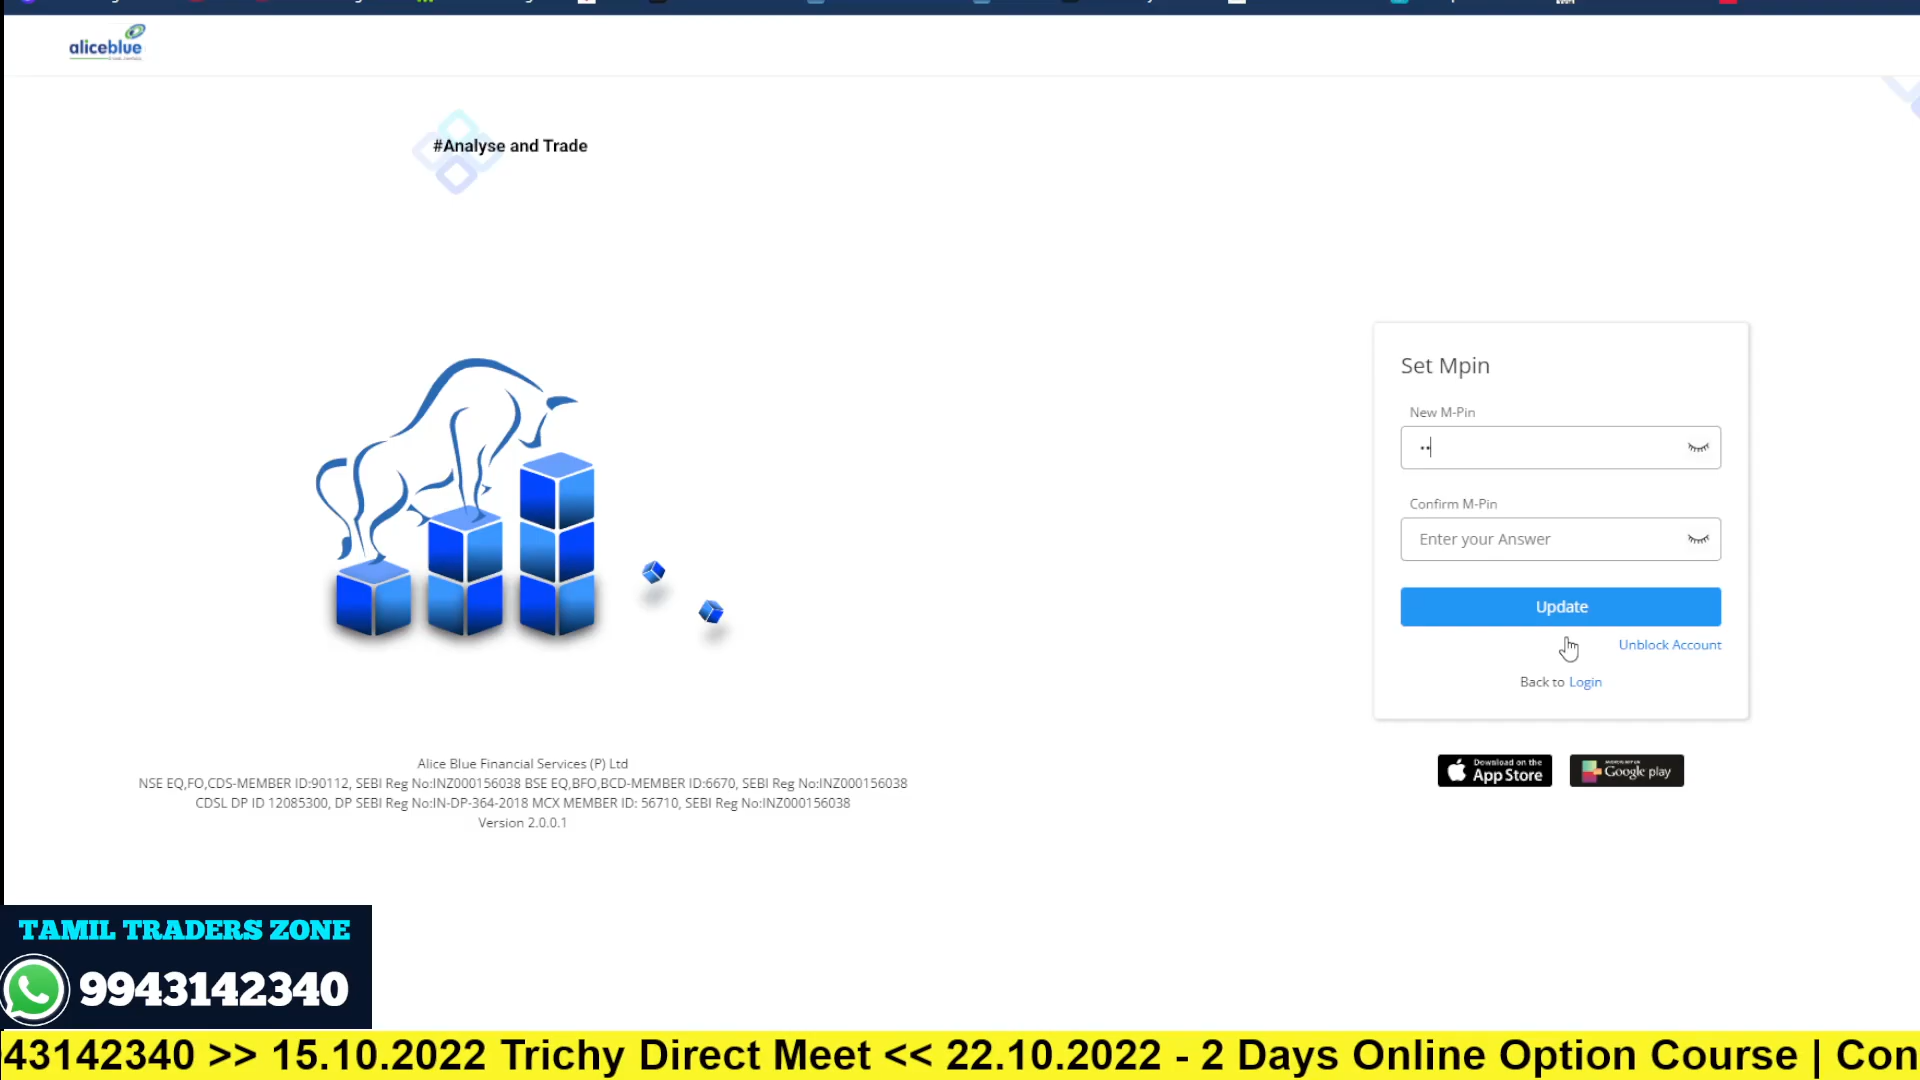 aliceblue
#Analyse and Trade
Set Mpin
New M-Pin
Confirm M-Pin
Enter your Answer
Update
Unblock Account
Back to Login
Download on the
App Store
Google play
Alice Blue Financial Services (P) Ltd
NSE EQ,FO,CDS-MEMBER ID:90112, SEBI Reg No:INZ000156038 BSE EQ,BFO,BCD-MEMBER ID:6670, SEBI Reg No:INZ000156038
CDSL DP ID 12085300, DP SEBI Reg No:IN-DP-364-2018 MCX MEMBER ID: 56710, SEBI Reg No:INZ000156038
Version 2.0.0.1
TAMIL TRADERS ZONE
9943142340
43142340 >> 15.10.2022 Trichy Direct Meet << 22.10.2022 - 2 Days Online Option Course | Con